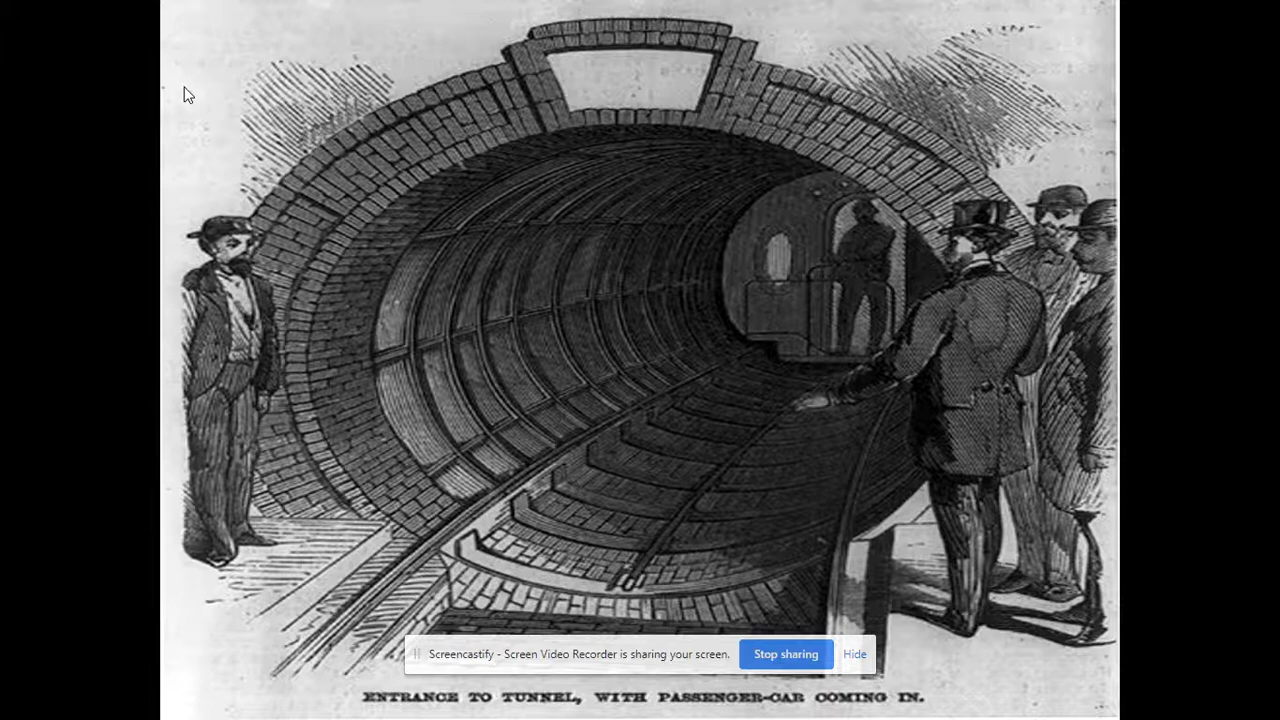 Screencastify - Screen Video Recorder is sharing your screen. Stop sharing Hide
ENTRANCE TO TUNNEL, WITH PASSENGER-CAR COMING IN.